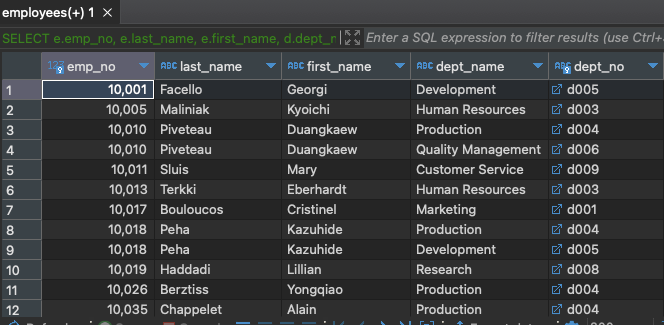 employees(+) 1
SELECT e.emp_no, e.last_name, e.first_name, d.dept_n Enter a SQL expression to filter results (use Ctrl+
123 emp_no ABC last_name ABC first_name ABC dept_name ABC dept_no
1 10,001 Facello Georgi Development d005
2 10,005 Maliniak Kyoichi Human Resources d003
3 10,010 Piveteau Duangkaew Production d004
4 10,010 Piveteau Duangkaew Quality Management d006
5 10,011 Sluis Mary Customer Service d009
6 10,013 Terkki Eberhardt Human Resources d003
7 10,017 Bouloucos Cristinel Marketing d001
8 10,018 Peha Kazuhide Production d004
9 10,018 Peha Kazuhide Development d005
10 10,019 Haddadi Lillian Research d008
11 10,026 Berztiss Yongqiao Production d004
12 10,035 Chappelet Alain Production d004